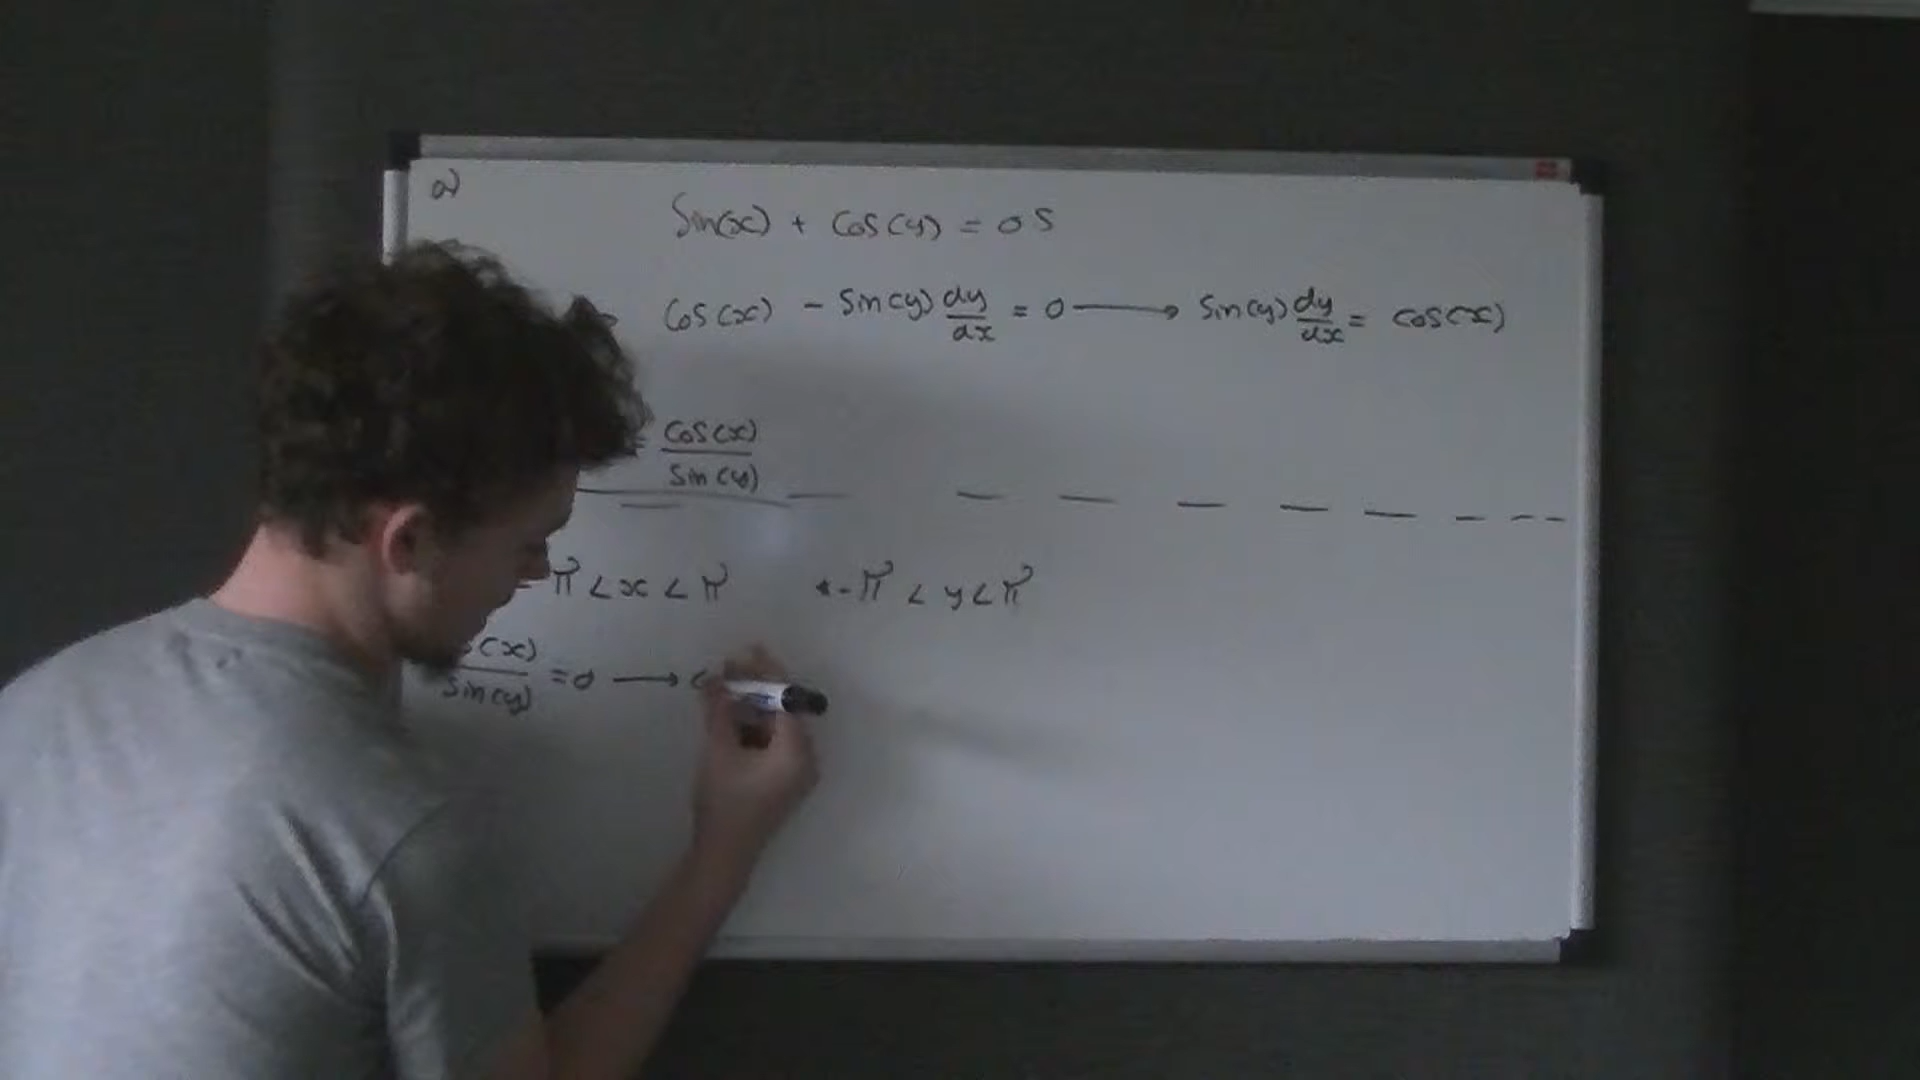 a)
Sin(x) + Cos(y) = 0.5
Cos(x) - Sin(y) dy/dx = 0 → Sin(y) dy/dx = cos(x)
= Cos(x)/Sin(y)
- π < x < π  • - π < y < π
(x)/Sin(y) = 0 →